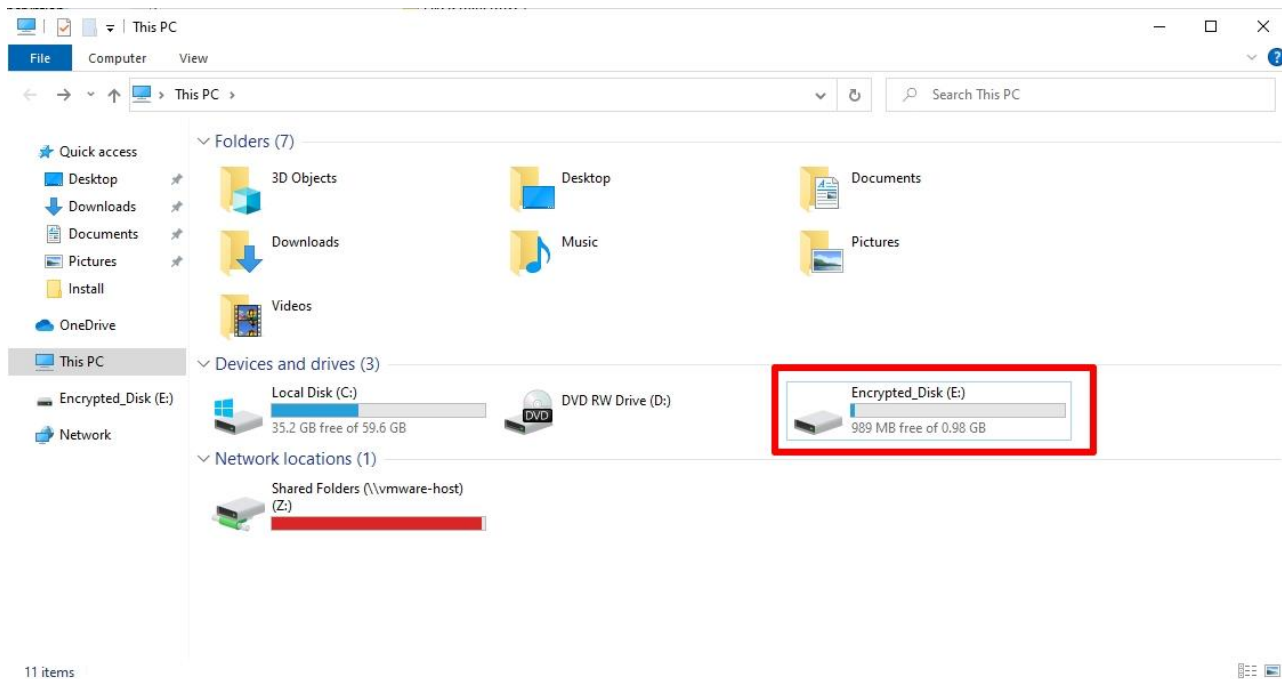 This PC
File Computer View
This PC
Search This PC
Quick access
Desktop
Downloads
Documents
Pictures
Install
OneDrive
This PC
Encrypted_Disk (E:)
Network
Folders (7)
3D Objects
Desktop
Documents
Downloads
Music
Pictures
Videos
Devices and drives (3)
Local Disk (C:)
35.2 GB free of 59.6 GB
DVD RW Drive (D:)
DVD
Encrypted_Disk (E:)
989 MB free of 0.98 GB
Network locations (1)
Shared Folders (\\vmware-host)
(Z:)
11 items